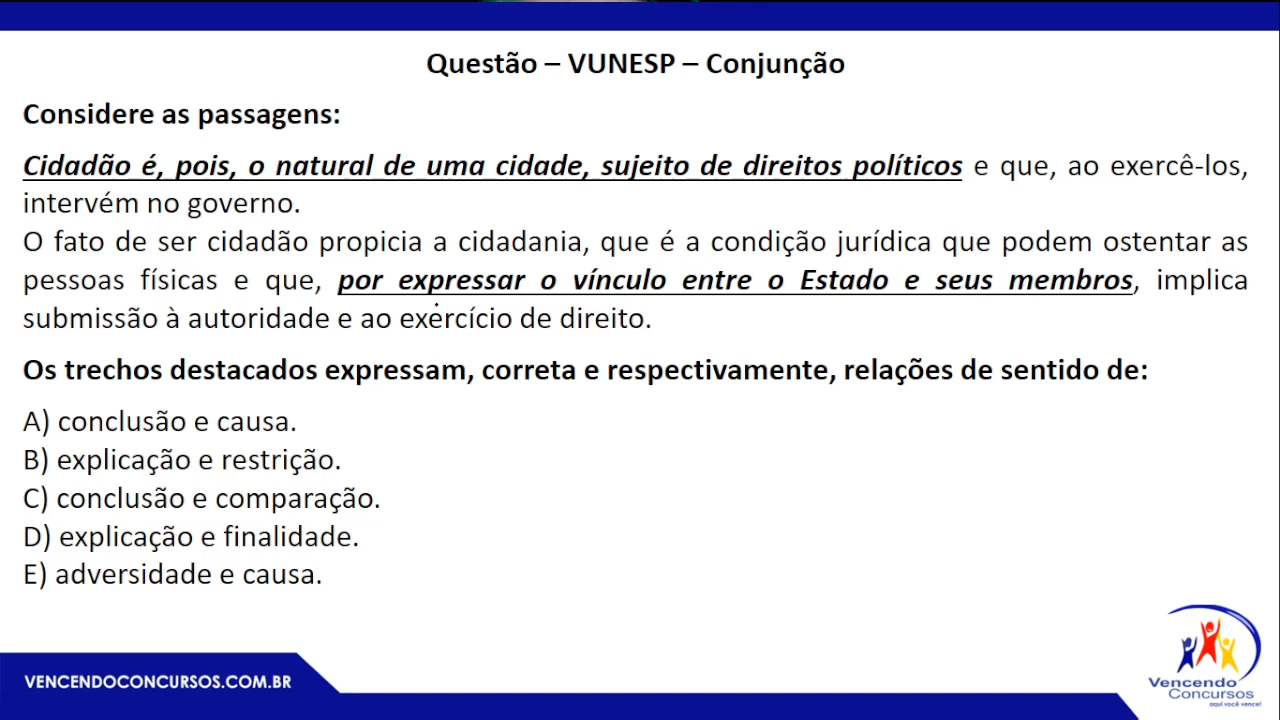 Questão – VUNESP – Conjunção
Considere as passagens:
Cidadão é, pois, o natural de uma cidade, sujeito de direitos políticos e que, ao exercê-los,
intervém no governo.
O fato de ser cidadão propicia a cidadania, que é a condição jurídica que podem ostentar as
pessoas físicas e que, por expressar o vínculo entre o Estado e seus membros, implica
submissão à autoridade e ao exercício de direito.
Os trechos destacados expressam, correta e respectivamente, relações de sentido de:
A) conclusão e causa.
B) explicação e restrição.
C) conclusão e comparação.
D) explicação e finalidade.
E) adversidade e causa.
VENCENDOCONCURSOS.COM.BR
Vencendo
Concursos
aqui você vence!